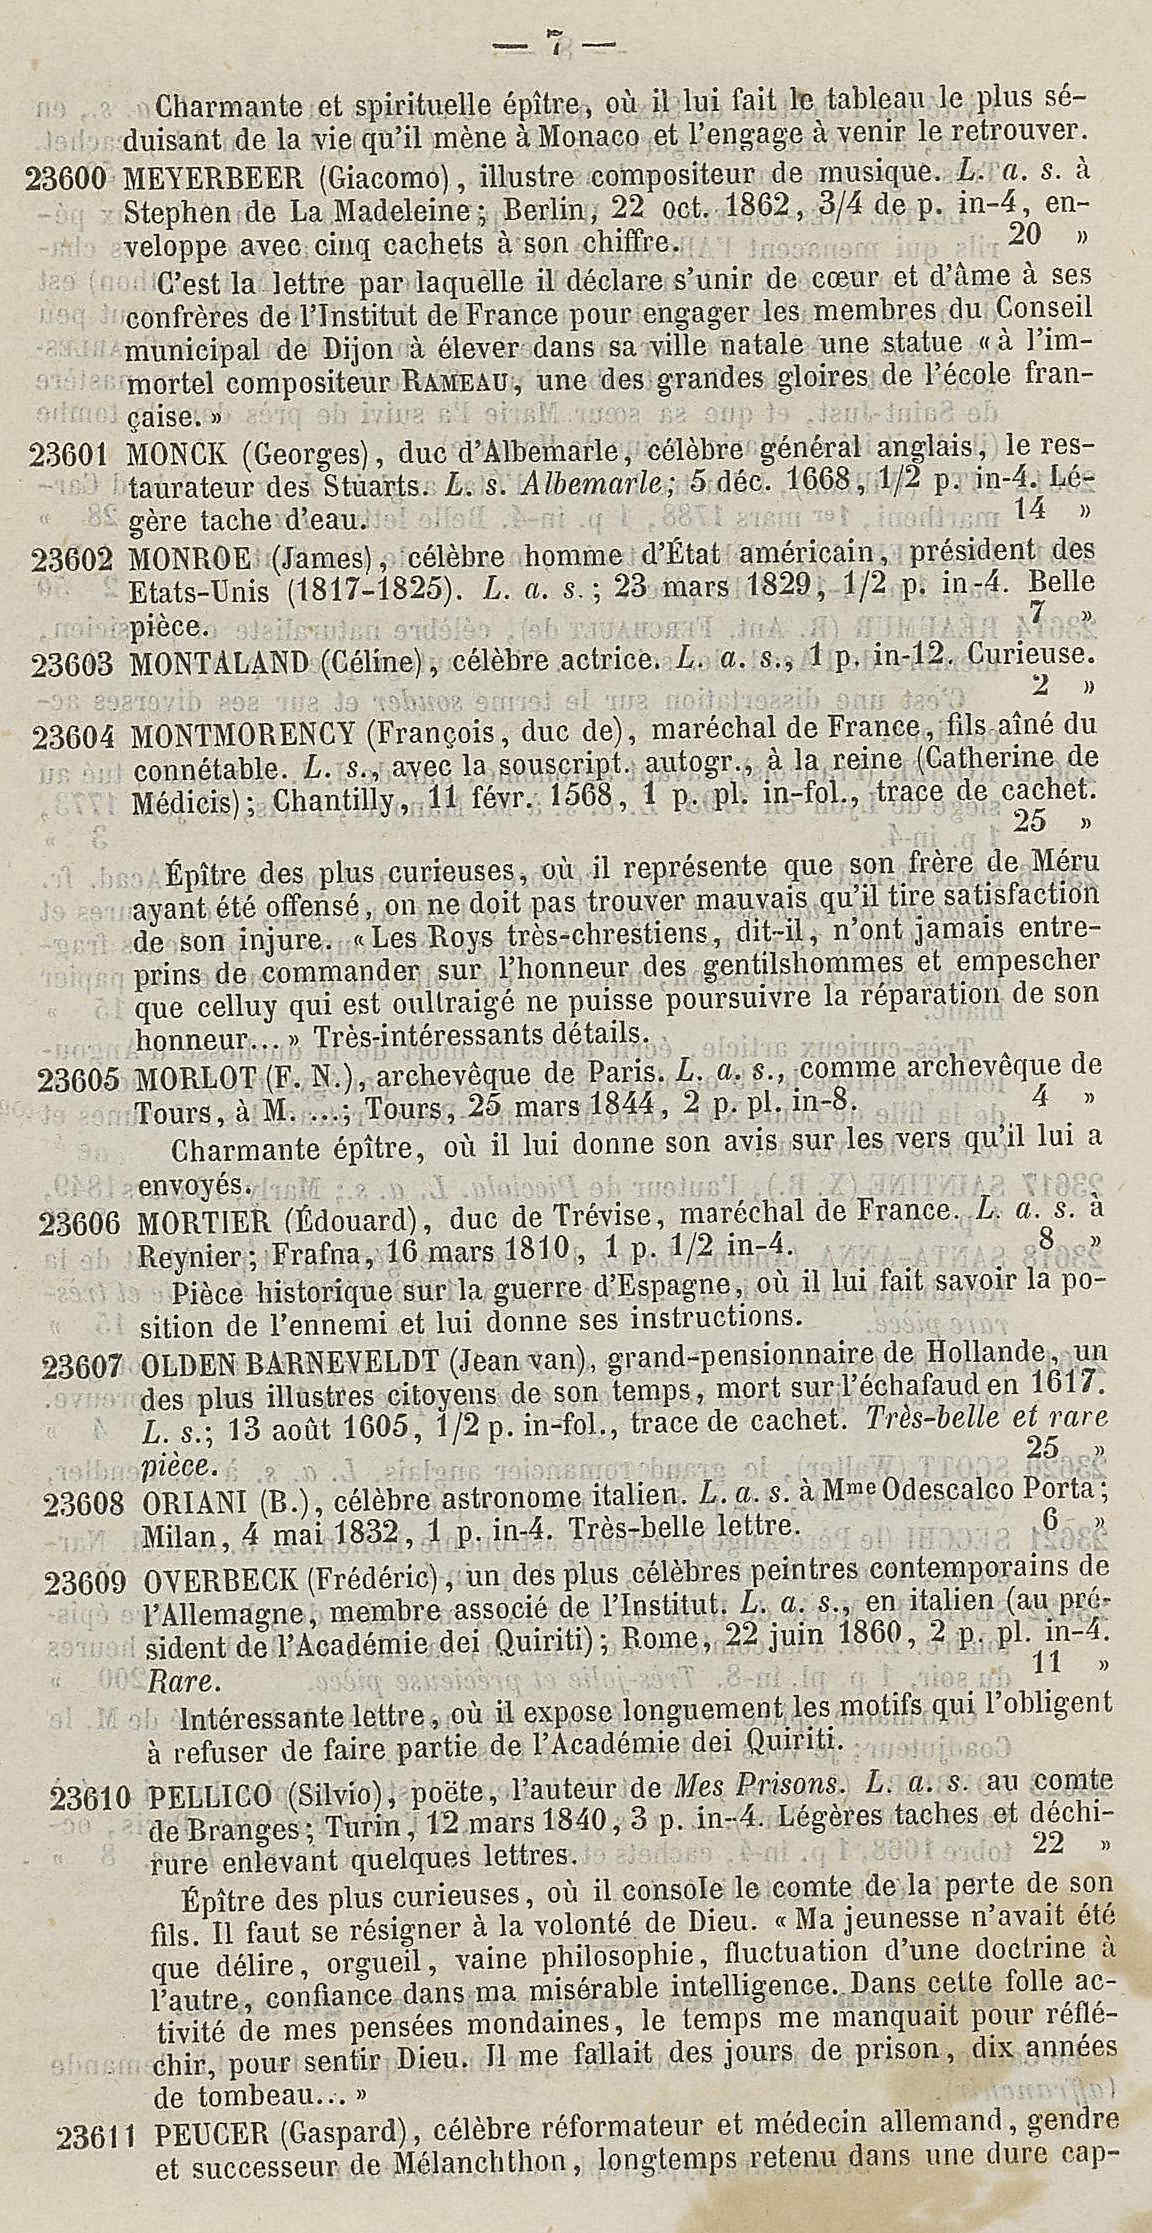 — 7 —
Charmante et spirituelle épître, où il lui fait le tableau le plus sé-
duisant de la vie qu'il mène à Monaco et l'engage à venir le retrouver.
23600 MEYERBEER (Giacomo), illustre compositeur de musique. L. a. s. à
Stephen de La Madeleine; Berlin, 22 oct. 1862, 3/4 de p. in-4, en-
veloppe avec cinq cachets à son chiffre. 20 »
C'est la lettre par laquelle il déclare s'unir de cœur et d'âme à ses
confrères de l'Institut de France pour engager les membres du Conseil
municipal de Dijon à élever dans sa ville natale une statue « à l'im-
mortel compositeur RAMEAU, une des grandes gloires de l'école fran-
çaise. »
23601 MONCK (Georges), duc d'Albemarle, célèbre général anglais, le res-
taurateur des Stuarts. L. s. Albemarle; 5 déc. 1668, 1/2 p. in-4. Lé-
gère tache d'eau. 14 »
23602 MONROE (James), célèbre homme d'État américain, président des
Etats-Unis (1817-1825). L. a. s.; 23 mars 1829, 1/2 p. in-4. Belle
pièce. 7 »
23603 MONTALAND (Céline), célèbre actrice. L. a. s., 1 p. in-12. Curieuse.
2 »
23604 MONTMORENCY (François, duc de), maréchal de France, fils aîné du
connétable. L. s., avec la souscript. autogr., à la reine (Catherine de
Médicis); Chantilly, 11 févr. 1568, 1 p. pl. in-fol., trace de cachet.
25 »
Épître des plus curieuses, où il représente que son frère de Méru
ayant été offensé, on ne doit pas trouver mauvais qu'il tire satisfaction
de son injure. « Les Roys très-chrestiens, dit-il, n'ont jamais entre-
prins de commander sur l'honneur des gentilshommes et empescher
que celluy qui est oultraigé ne puisse poursuivre la réparation de son
honneur... » Très-intéressants détails.
23605 MORLOT (F. N.), archevêque de Paris. L. a. s., comme archevêque de
Tours, à M. ....; Tours, 25 mars 1844, 2 p. pl. in-8. 4 »
Charmante épître, où il lui donne son avis sur les vers qu'il lui a
envoyés.
23606 MORTIER (Édouard), duc de Trévise, maréchal de France. L. a. s. à
Reynier; Frafna, 16 mars 1810, 1 p. 1/2 in-4. 8 »
Pièce historique sur la guerre d'Espagne, où il lui fait savoir la po-
sition de l'ennemi et lui donne ses instructions.
23607 OLDEN BARNEVELDT (Jean van), grand-pensionnaire de Hollande, un
des plus illustres citoyens de son temps, mort sur l'échafaud en 1617.
L. s.; 13 août 1605, 1/2 p. in-fol., trace de cachet. Très-belle et rare
pièce. 25 »
23608 ORIANI (B.), célèbre astronome italien. L. a. s. à Mme Odescalco Porta;
Milan, 4 mai 1832, 1 p. in-4. Très-belle lettre. 6 »
23609 OVERBECK (Frédéric), un des plus célèbres peintres contemporains de
l'Allemagne, membre associé de l'Institut. L. a. s., en italien (au pré-
sident de l'Académie dei Quiriti); Rome, 22 juin 1860, 2 p. pl. in-4.
Rare. 11 »
Intéressante lettre, où il expose longuement les motifs qui l'obligent
à refuser de faire partie de l'Académie dei Quiriti.
23610 PELLICO (Silvio), poëte, l'auteur de Mes Prisons. L. a. s. au comte
de Branges; Turin, 12 mars 1840, 3 p. in-4. Légères taches et déchi-
rure enlevant quelques lettres. 22 »
Épître des plus curieuses, où il console le comte de la perte de son
fils. Il faut se résigner à la volonté de Dieu. « Ma jeunesse n'avait été
que délire, orgueil, vaine philosophie, fluctuation d'une doctrine à
l'autre, confiance dans ma misérable intelligence. Dans cette folle ac-
tivité de mes pensées mondaines, le temps me manquait pour réflé-
chir, pour sentir Dieu. Il me fallait des jours de prison, dix années
de tombeau... »
23611 PEUCER (Gaspard), célèbre réformateur et médecin allemand, gendre
et successeur de Mélanchthon, longtemps retenu dans une dure cap-